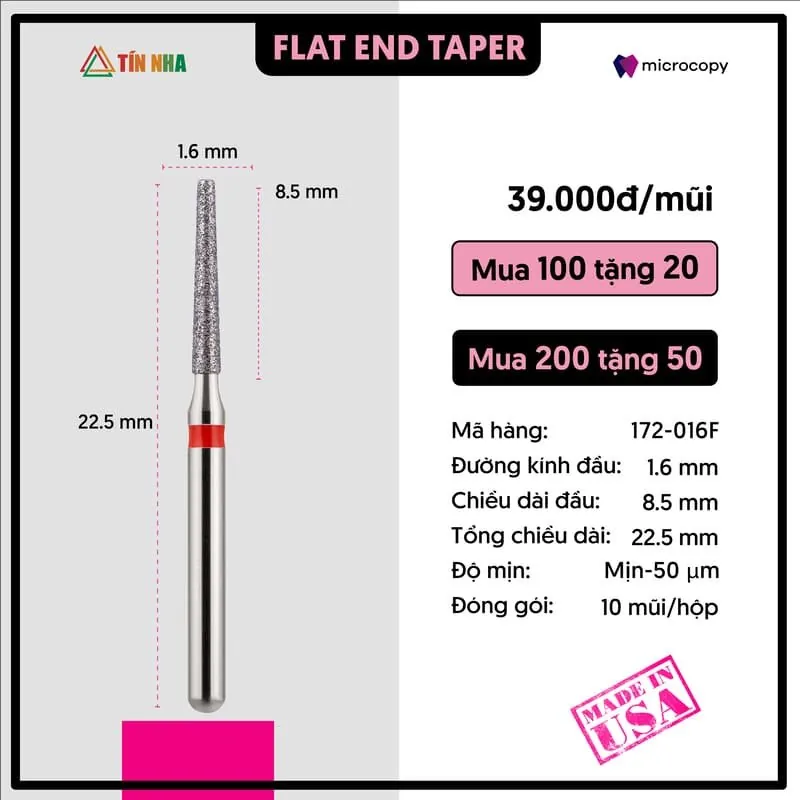 FLAT END TAPER
TÍN NHA
microcopy
1.6 mm
8.5 mm
22.5 mm
39.000đ/mũi
Mua 100 tặng 20
Mua 200 tặng 50
Mã hàng: 172-016F
Đường kính đầu: 1.6 mm
Chiều dài đầu: 8.5 mm
Tổng chiều dài: 22.5 mm
Độ mịn: Mịn-50 μm
Đóng gói: 10 mũi/hộp
MADE IN
USA